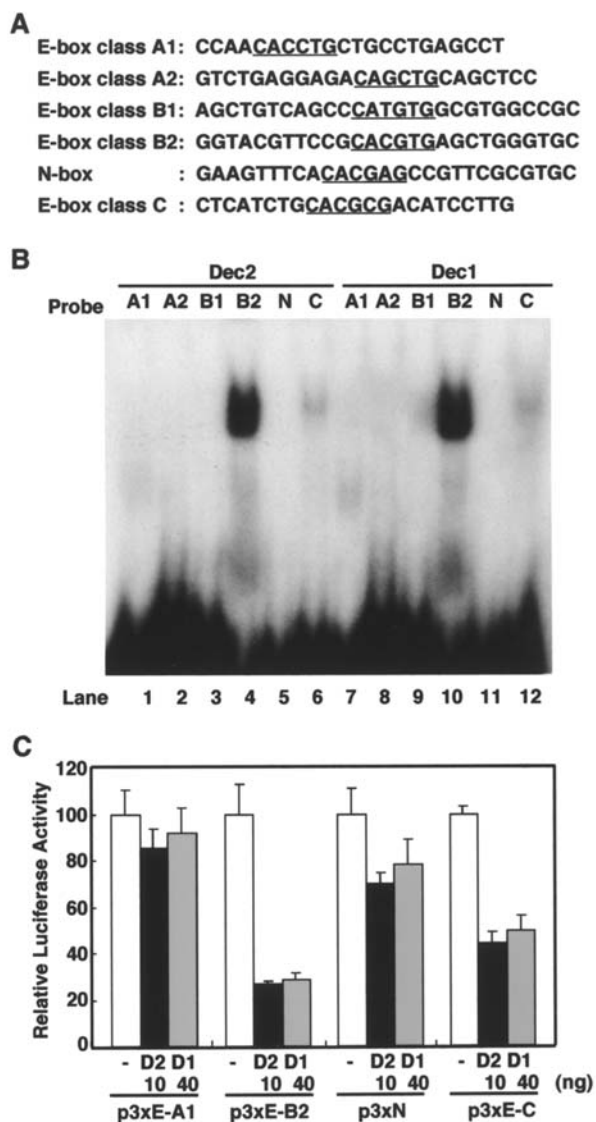 A
E-box class A1: CCAACACCTGCTGCCTGAGCCT
E-box class A2: GTCTGAGGAGACAGCTGCAGCTCC
E-box class B1: AGCTGTCAGCCCATGTGGCGTGGCCGC
E-box class B2: GGTACGTTCCGCACGTGAGCTGGGTGC
N-box : GAAGTTTCACACGAGCCGTTCGCGTGC
E-box class C : CTCATCTGCACGCGACATCCTTG
B
Dec2 Dec1
Probe A1 A2 B1 B2 N C A1 A2 B1 B2 N C
Lane 1 2 3 4 5 6 7 8 9 10 11 12
C
Relative Luciferase Activity
120
100
80
60
40
20
0
- D2 D1 - D2 D1 - D2 D1 - D2 D1
10 40 10 40 10 40 10 40 (ng)
p3xE-A1 p3xE-B2 p3xN p3xE-C